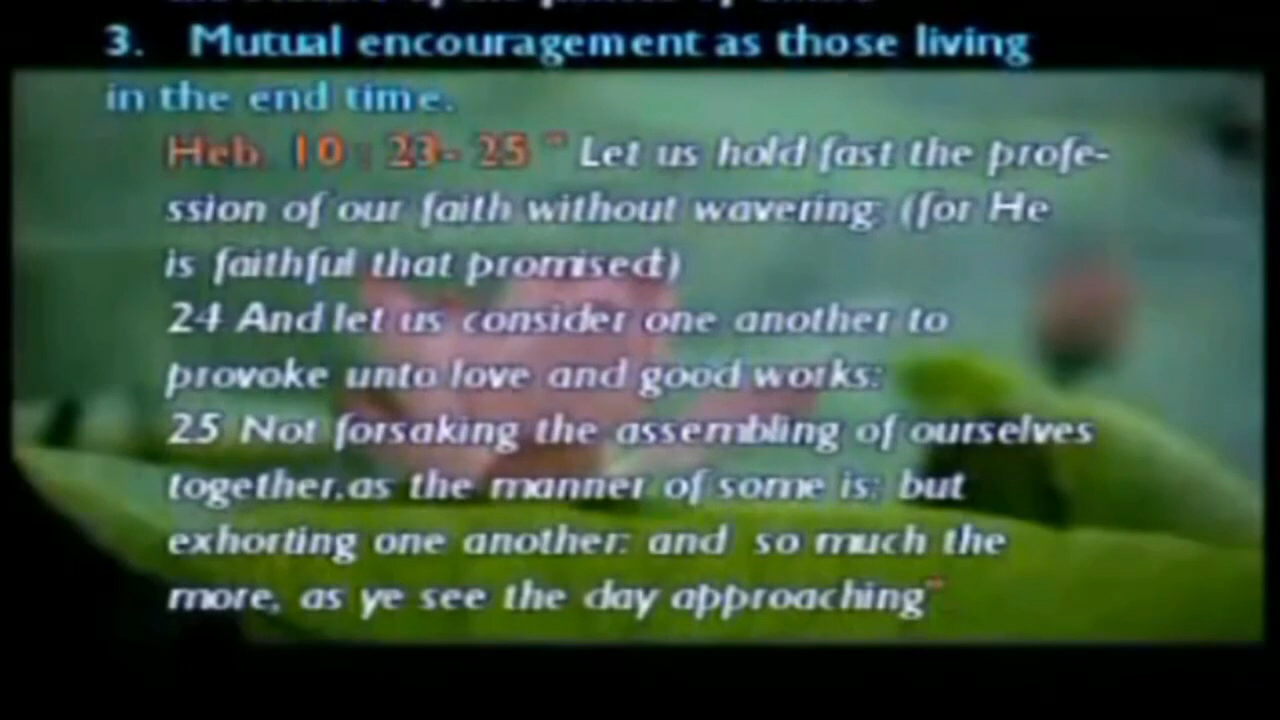 3. Mutual encouragement as those living
in the end time.
Heb. 10 : 23- 25 " Let us hold fast the profe-
ssion of our faith without wavering; (for He
is faithful that promised;)
24 And let us consider one another to
provoke unto love and good works:
25 Not forsaking the assembling of ourselves
together,as the manner of some is; but
exhorting one another: and so much the
more, as ye see the day approaching"